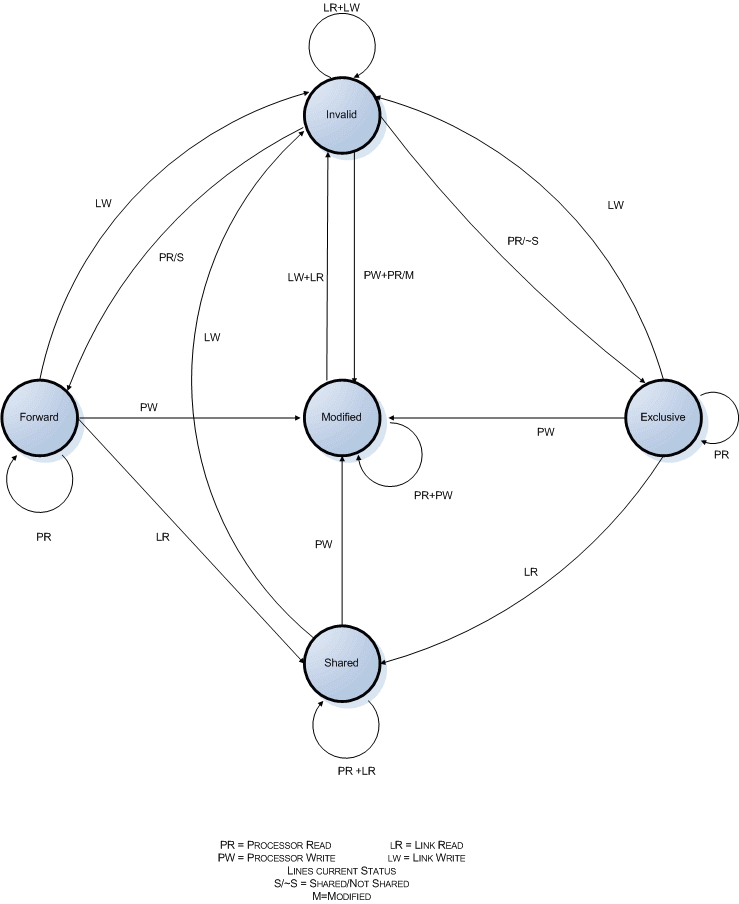 LR+LW
Invalid
LW
LW
PR/S
PR/~S
LW+LR
PW+PR/M
LW
Forward
PW
Modified
PW
Exclusive
PR
PR+PW
PR
LR
PW
LR
Shared
PR +LR
PR = PROCESSOR READ LR = LINK READ
PW = PROCESSOR WRITE LW = LINK WRITE
LINES CURRENT STATUS
S/~S = SHARED/NOT SHARED
M=MODIFIED